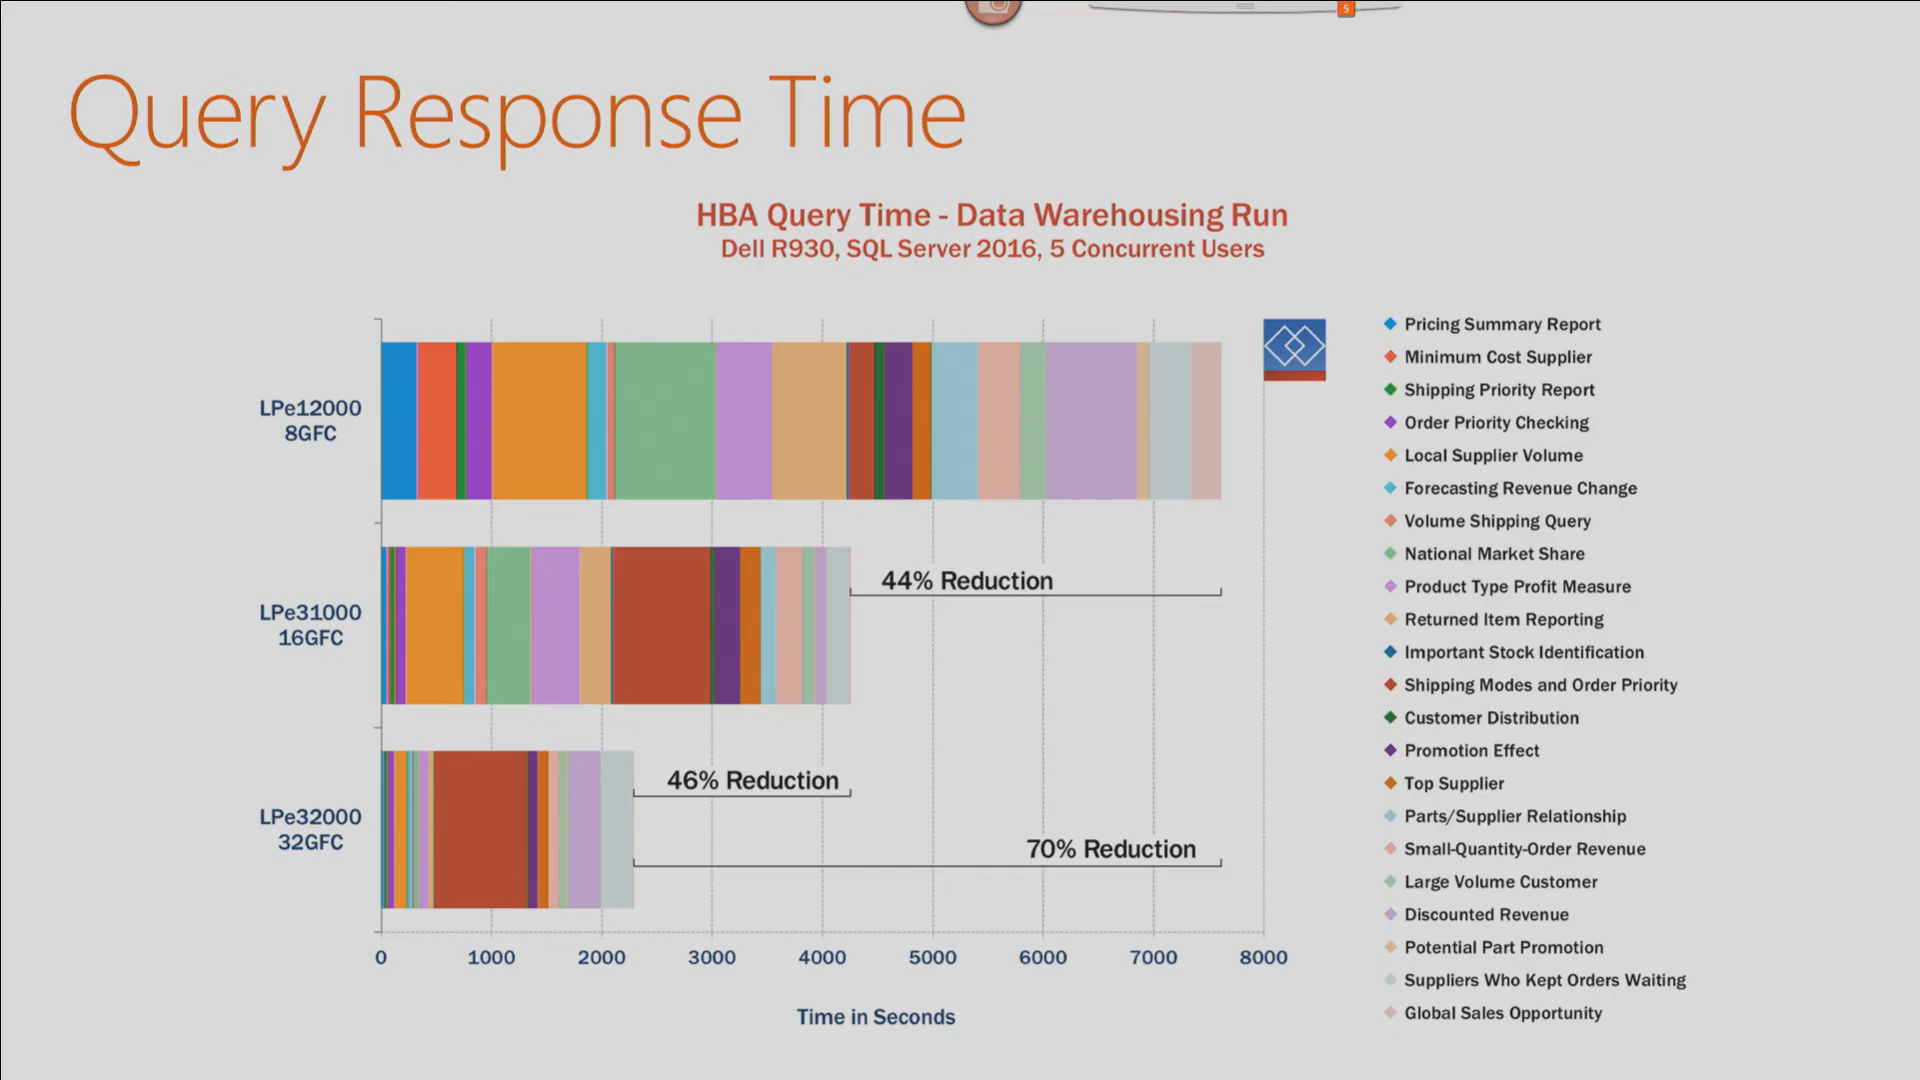 5
Query Response Time
HBA Query Time - Data Warehousing Run
Dell R930, SQL Server 2016, 5 Concurrent Users
LPe12000
8GFC
LPe31000
16GFC
LPe32000
32GFC
44% Reduction
46% Reduction
70% Reduction
0 1000 2000 3000 4000 5000 6000 7000 8000
Time in Seconds
Pricing Summary Report
Minimum Cost Supplier
Shipping Priority Report
Order Priority Checking
Local Supplier Volume
Forecasting Revenue Change
Volume Shipping Query
National Market Share
Product Type Profit Measure
Returned Item Reporting
Important Stock Identification
Shipping Modes and Order Priority
Customer Distribution
Promotion Effect
Top Supplier
Parts/Supplier Relationship
Small-Quantity-Order Revenue
Large Volume Customer
Discounted Revenue
Potential Part Promotion
Suppliers Who Kept Orders Waiting
Global Sales Opportunity